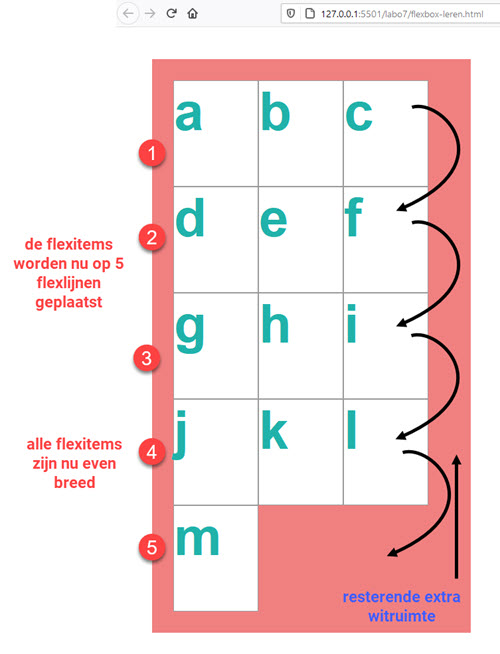 127.0.0.1:5501/labo7/flexbox-leren.html
a b c
1
d e f
2
de flexitems
worden nu op 5
flexlijnen
geplaatst
g h i
3
j k l
4
alle flexitems
zijn nu even
breed
m
5
resterende extra
witruimte